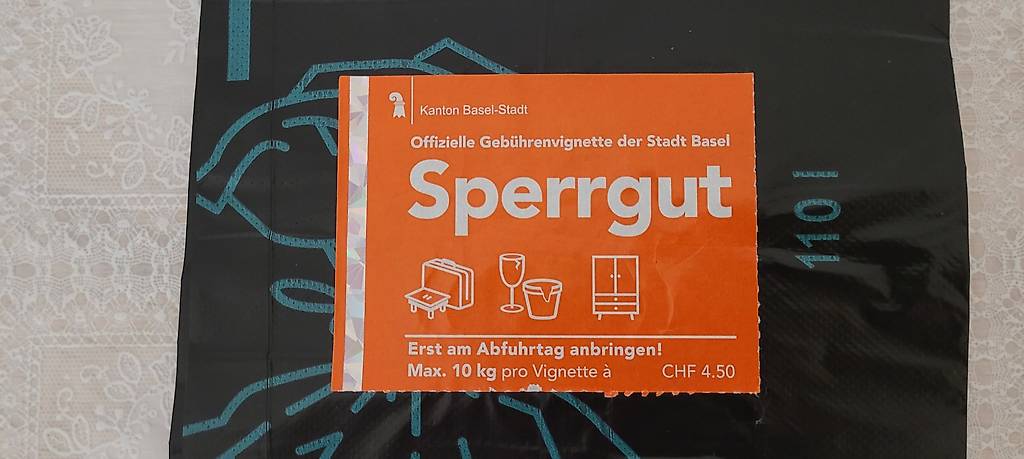 Kanton Basel-Stadt
Offizielle Gebührenvignette der Stadt Basel
Sperrgut
Erst am Abfuhrtag anbringen!
Max. 10 kg pro Vignette à CHF 4.50
110 l